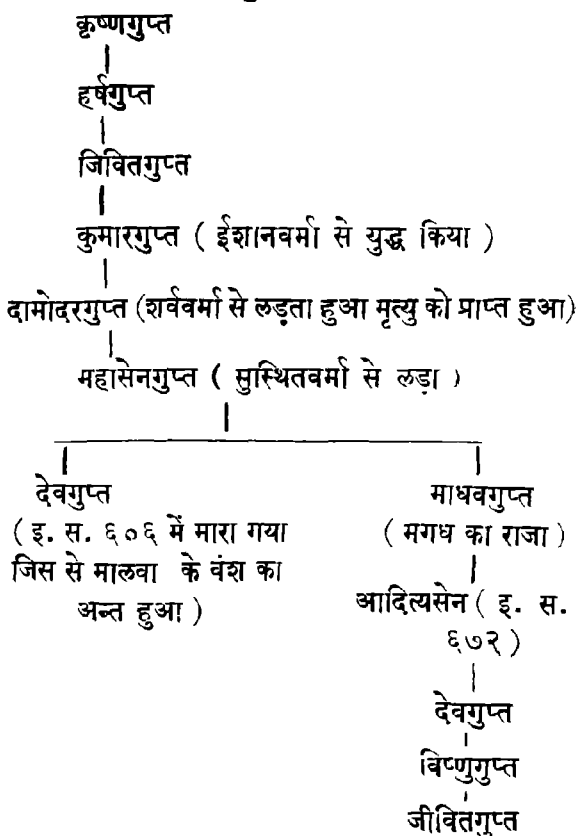 कृष्णगुप्त
हर्षगुप्त
जिवितगुप्त
कुमारगुप्त ( ईशानवर्मा से युद्ध किया )
दामोदरगुप्त (शर्ववर्मा से लड़ता हुआ मृत्यु को प्राप्त हुआ)
महासेनगुप्त ( सुस्थितवर्मा से लड़ा )
देवगुप्त
( इ. स. ६०६ में मारा गया
जिस से मालवा के वंश का
अन्त हुआ )
माधवगुप्त
( मगध का राजा )
आदित्यसेन ( इ. स.
६७२ )
देवगुप्त
विष्णुगुप्त
जीवितगुप्त